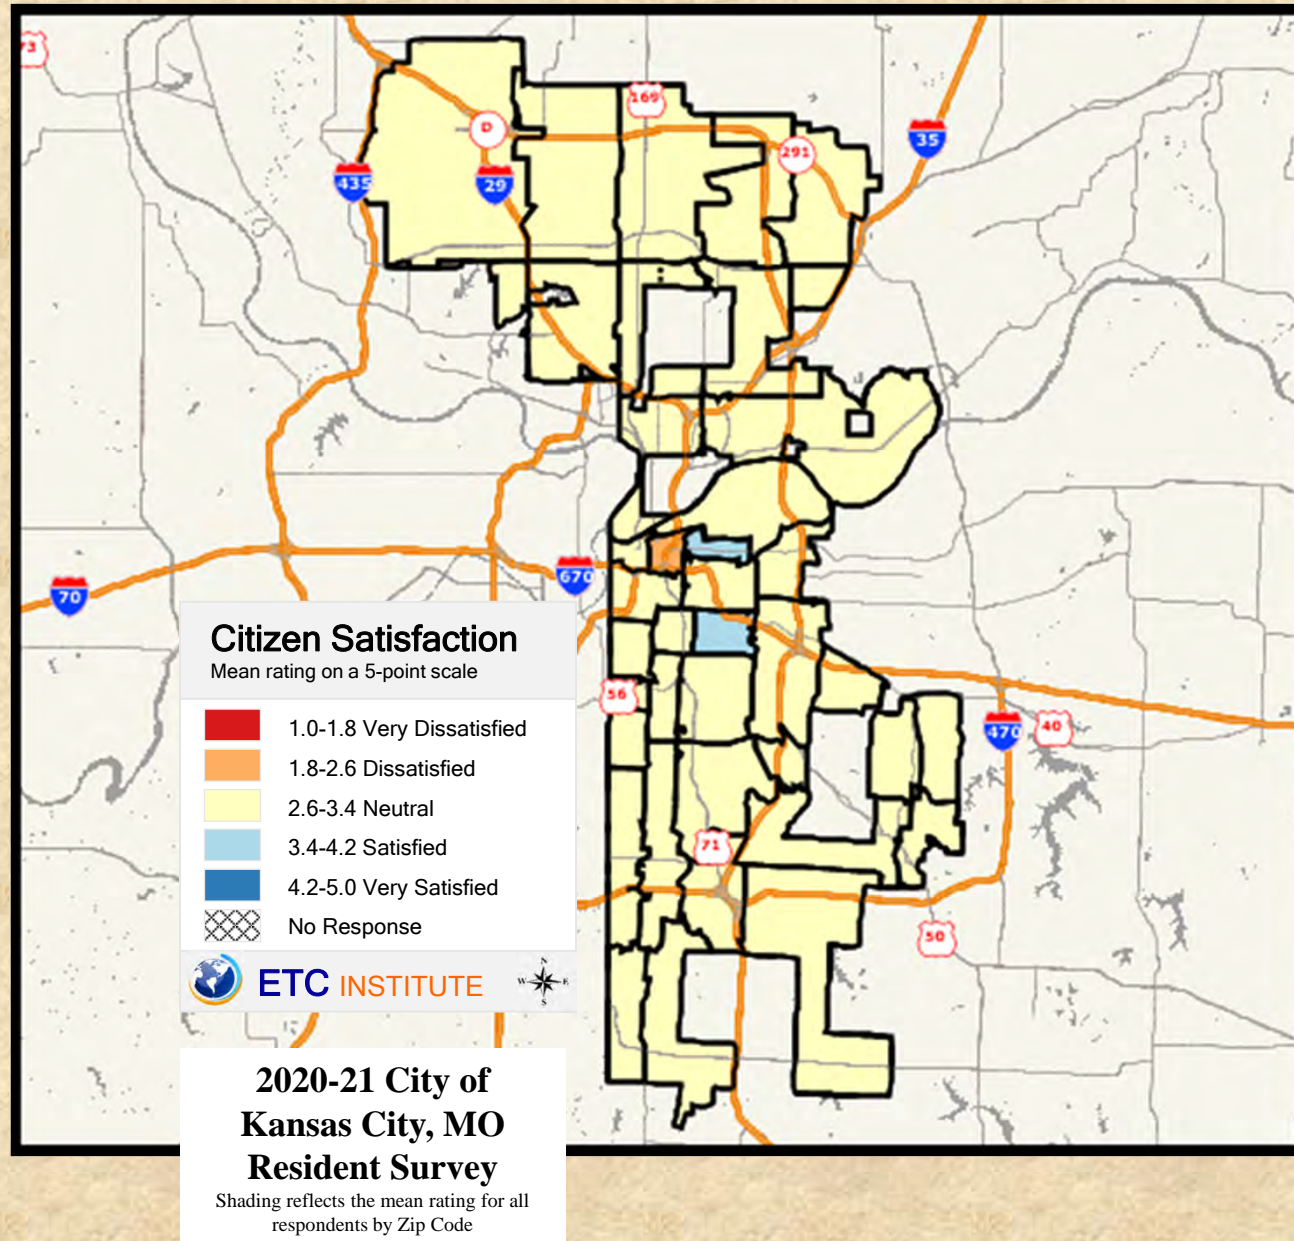 73
169
D
291
35
435
29
670
70
Citizen Satisfaction
Mean rating on a 5-point scale
56
40
470
1.0-1.8 Very Dissatisfied
1.8-2.6 Dissatisfied
2.6-3.4 Neutral
3.4-4.2 Satisfied
71
4.2-5.0 Very Satisfied
No Response
50
ETC INSTITUTE
N
W E
S
2020-21 City of
Kansas City, MO
Resident Survey
Shading reflects the mean rating for all
respondents by Zip Code